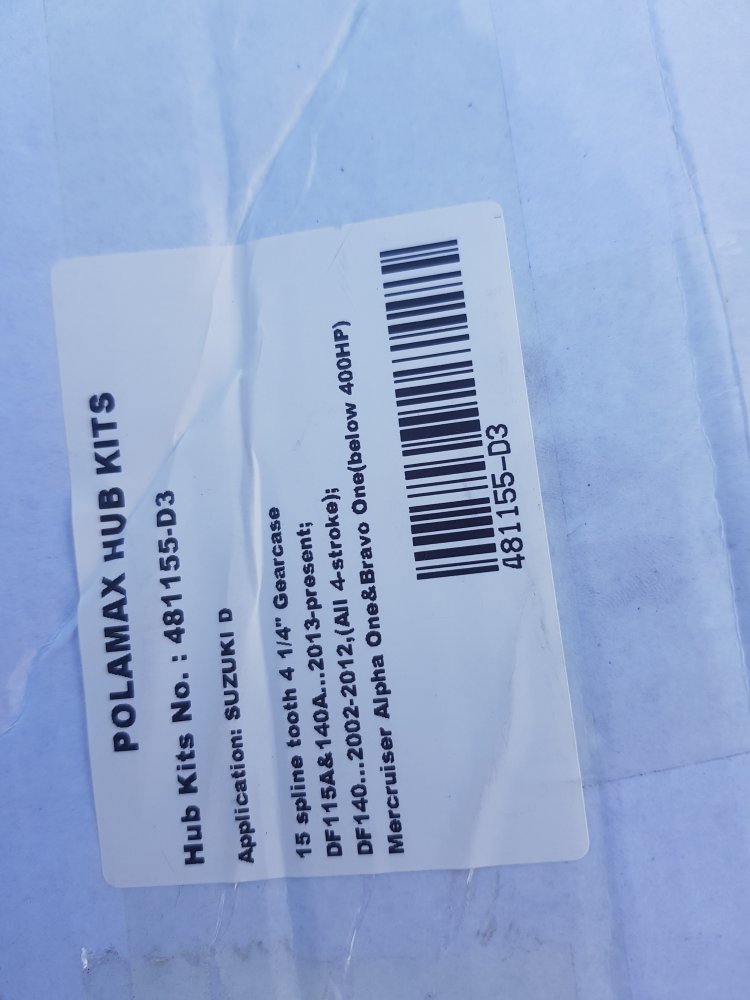 POLAMAX HUB KITS
Hub Kits No. : 481155-D3
Application: SUZUKI D
15 spline tooth 4 1/4" Gearcase
DF115A&140A...2013-present;
DF140...2002-2012,(All 4-stroke);
Mercruiser Alpha One&Bravo One(below 400HP)
481155-D3